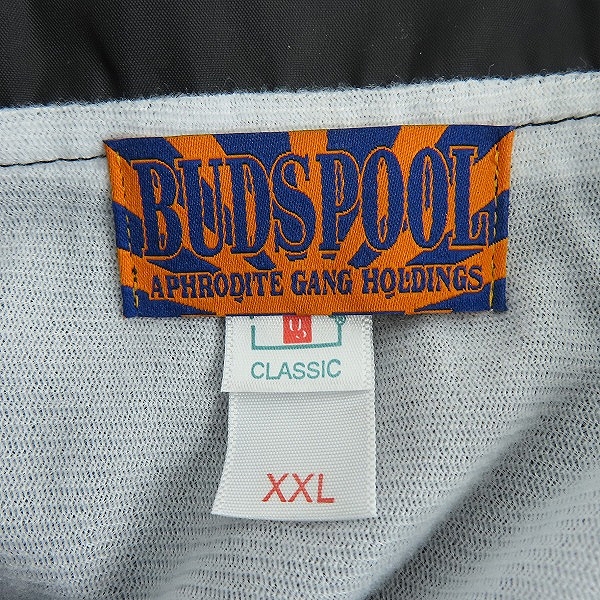 BUDSPOOL
APHRODITE GANG HOLDINGS
®
CLASSIC
XXL